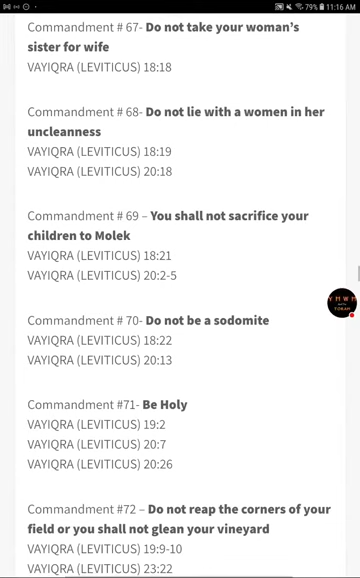 79% 11:16 AM
Commandment # 67- Do not take your woman's
sister for wife
VAYIQRA (LEVITICUS) 18:18
Commandment # 68- Do not lie with a women in her
uncleanness
VAYIQRA (LEVITICUS) 18:19
VAYIQRA (LEVITICUS) 20:18
Commandment # 69 – You shall not sacrifice your
children to Molek
VAYIQRA (LEVITICUS) 18:21
VAYIQRA (LEVITICUS) 20:2-5
Commandment # 70- Do not be a sodomite
VAYIQRA (LEVITICUS) 18:22
VAYIQRA (LEVITICUS) 20:13
Commandment #71- Be Holy
VAYIQRA (LEVITICUS) 19:2
VAYIQRA (LEVITICUS) 20:7
VAYIQRA (LEVITICUS) 20:26
Commandment #72 – Do not reap the corners of your
field or you shall not glean your vineyard
VAYIQRA (LEVITICUS) 19:9-10
VAYIQRA (LEVITICUS) 23:22
YMWM
TORAH